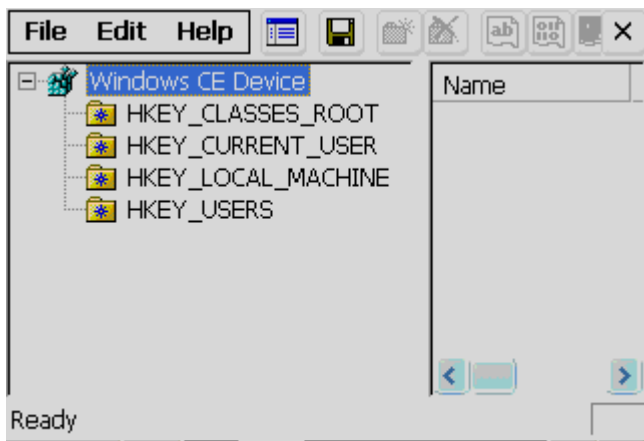 File Edit Help
Windows CE Device
Name
HKEY_CLASSES_ROOT
HKEY_CURRENT_USER
HKEY_LOCAL_MACHINE
HKEY_USERS
Ready